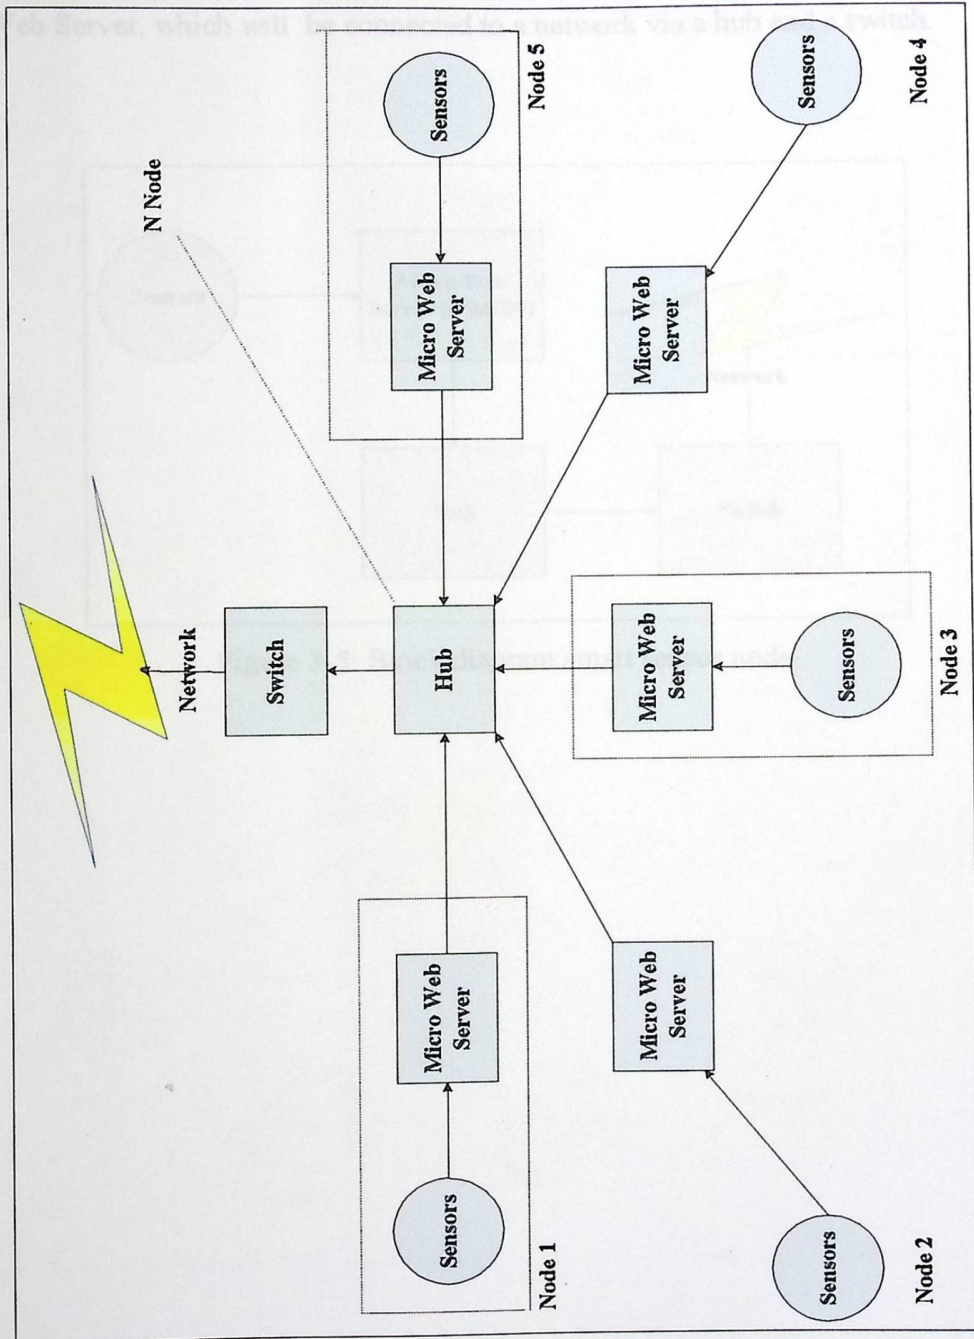 eb Server, which will be connected to a network via a hub and a switch.
Network
Switch
Hub
N Node
Sensors
Micro Web
Server
Node 1
Sensors
Micro Web
Server
Node 2
Micro Web
Server
Sensors
Node 3
Micro Web
Server
Sensors
Node 4
Micro Web
Server
Sensors
Node 5